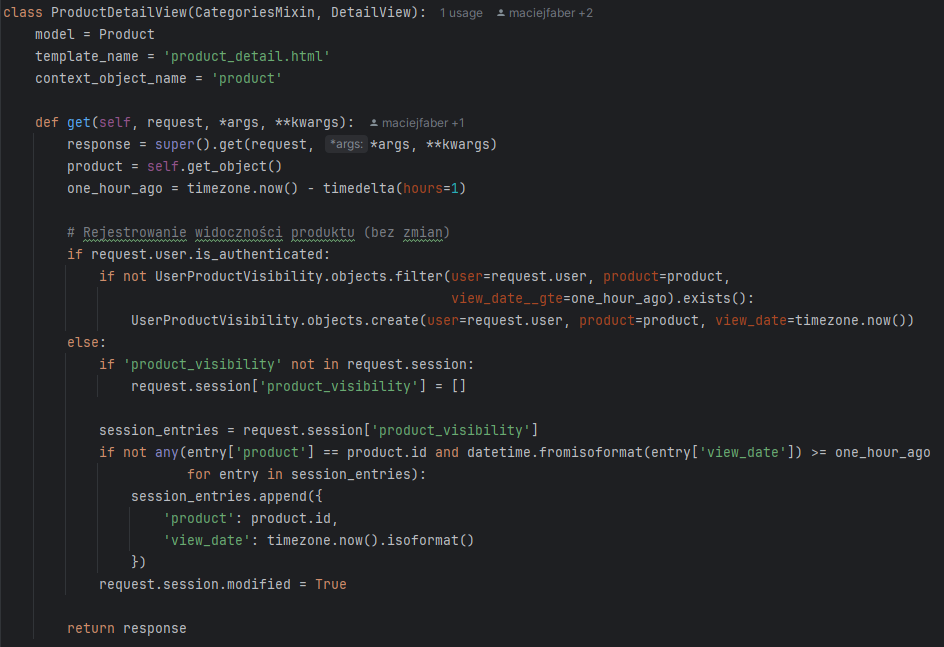 class ProductDetailView(CategoriesMixin, DetailView):  1 usage  maciejfaber +2
    model = Product
    template_name = 'product_detail.html'
    context_object_name = 'product'

    def get(self, request, *args, **kwargs):  maciejfaber +1
        response = super().get(request, *args: *args, **kwargs)
        product = self.get_object()
        one_hour_ago = timezone.now() - timedelta(hours=1)

        # Rejestrowanie widoczności produktu (bez zmian)
        if request.user.is_authenticated:
            if not UserProductVisibility.objects.filter(user=request.user, product=product,
                                                        view_date__gte=one_hour_ago).exists():
                UserProductVisibility.objects.create(user=request.user, product=product, view_date=timezone.now())
        else:
            if 'product_visibility' not in request.session:
                request.session['product_visibility'] = []

            session_entries = request.session['product_visibility']
            if not any(entry['product'] == product.id and datetime.fromisoformat(entry['view_date']) >= one_hour_ago
                       for entry in session_entries):
                session_entries.append({
                    'product': product.id,
                    'view_date': timezone.now().isoformat()
                })
            request.session.modified = True

        return response